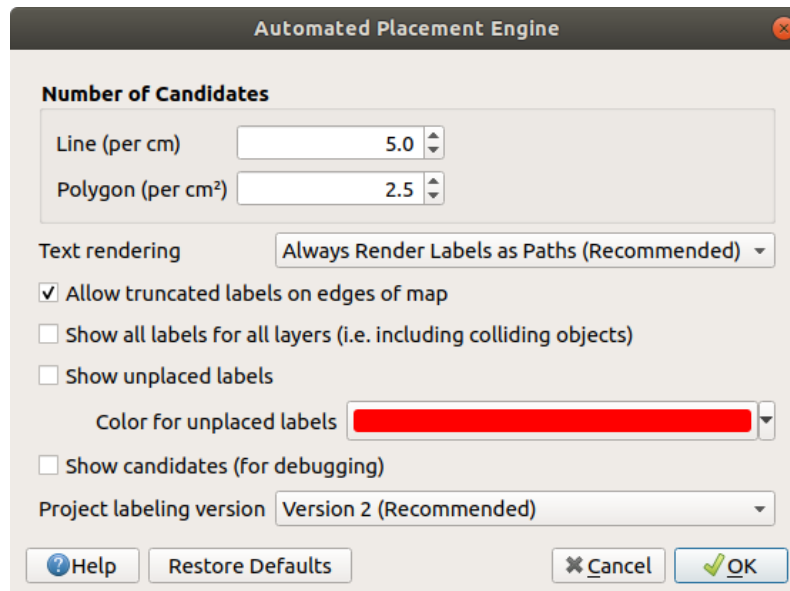 Automated Placement Engine
Number of Candidates
Line (per cm) 5.0
Polygon (per cm²) 2.5
Text rendering Always Render Labels as Paths (Recommended)
Allow truncated labels on edges of map
Show all labels for all layers (i.e. including colliding objects)
Show unplaced labels
Color for unplaced labels
Show candidates (for debugging)
Project labeling version Version 2 (Recommended)
Help Restore Defaults Cancel OK